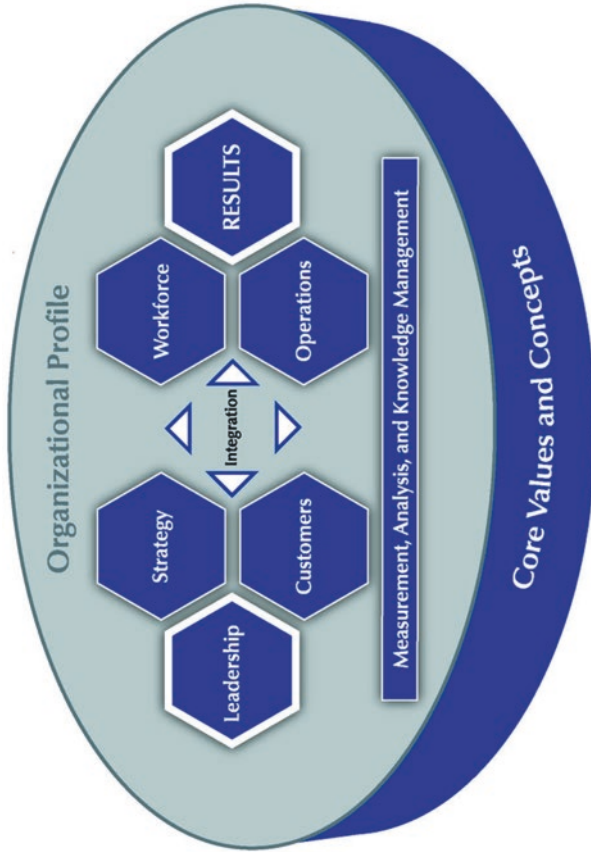 Organizational Profile
Strategy
Workforce
Leadership
Integration
RESULTS
Customers
Operations
Measurement, Analysis, and Knowledge Management
Core Values and Concepts